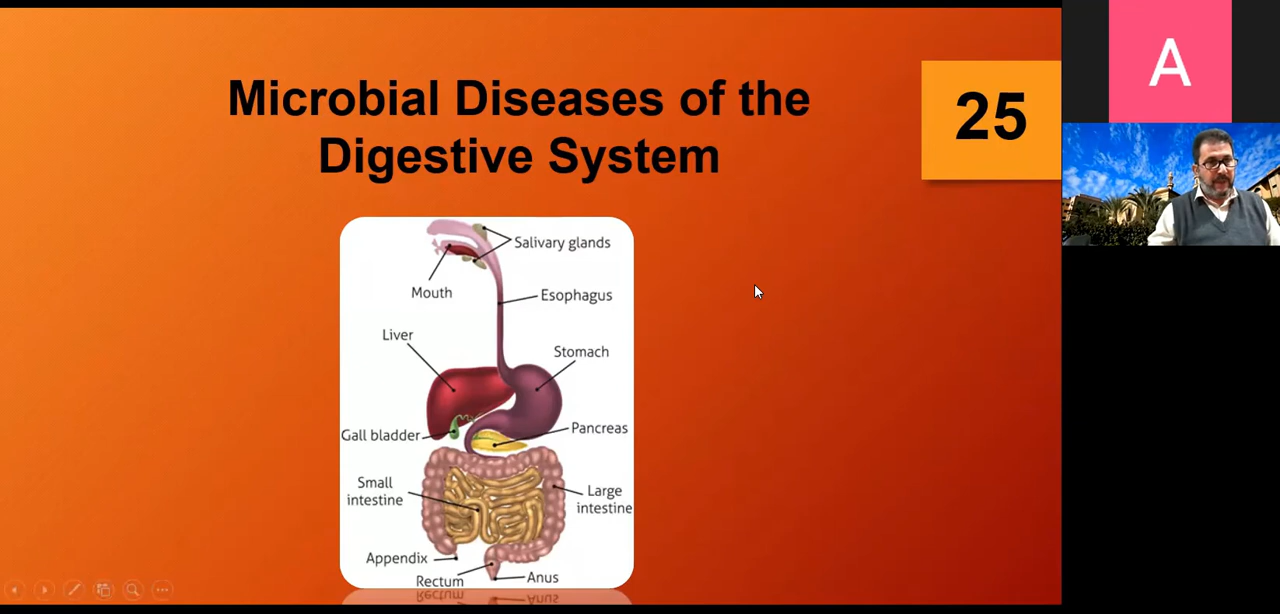 Microbial Diseases of the
Digestive System
25
A
Salivary glands
Mouth
Esophagus
Liver
Stomach
Gall bladder
Pancreas
Small
intestine
Large
intestine
Appendix
Rectum
Anus